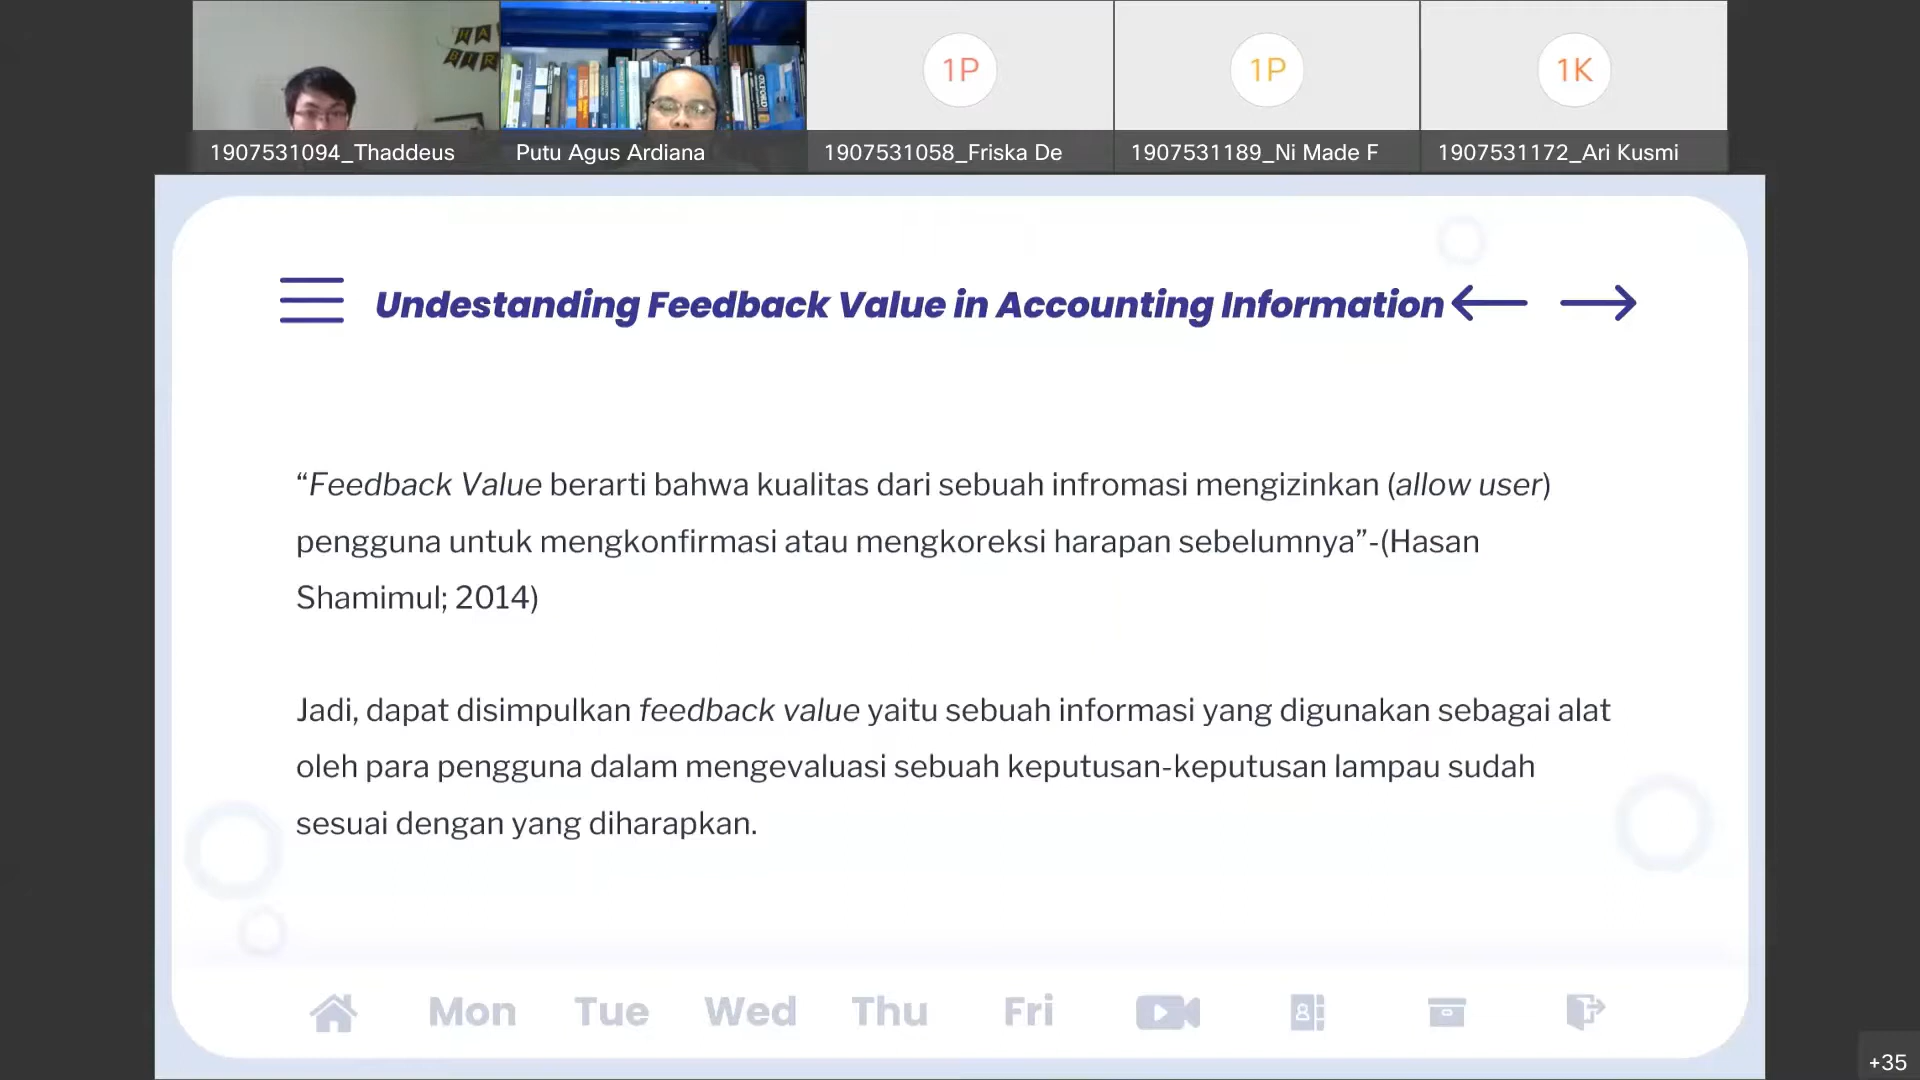 HA
BIR
OXFORD
1P
1P
1K
1907531094_Thaddeus
Putu Agus Ardiana
1907531058_Friska De
1907531189_Ni Made F
1907531172_Ari Kusmi
Undestanding Feedback Value in Accounting Information
“Feedback Value berarti bahwa kualitas dari sebuah infromasi mengizinkan (allow user)
pengguna untuk mengkonfirmasi atau mengkoreksi harapan sebelumnya”-(Hasan
Shamimul; 2014)
Jadi, dapat disimpulkan feedback value yaitu sebuah informasi yang digunakan sebagai alat
oleh para pengguna dalam mengevaluasi sebuah keputusan-keputusan lampau sudah
sesuai dengan yang diharapkan.
Mon Tue Wed Thu Fri
+35